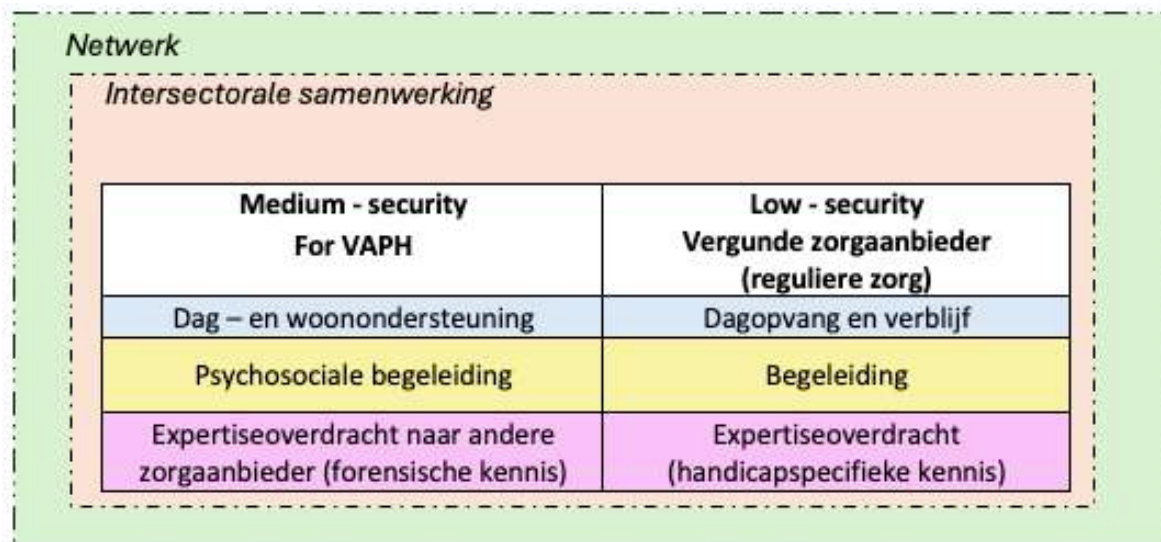 Netwerk
Intersectorale samenwerking
Medium - security
For VAPH
Low - security
Vergunde zorgaanbieder
(reguliere zorg)
Dag – en woonondersteuning
Dagopvang en verblijf
Psychosociale begeleiding
Begeleiding
Expertiseoverdracht naar andere
zorgaanbieder (forensische kennis)
Expertiseoverdracht
(handicapspecifieke kennis)